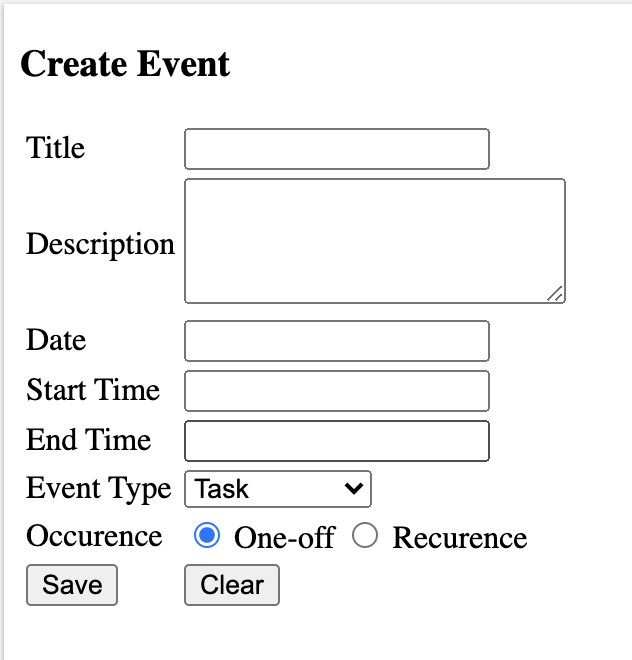 Create Event
Title
Description
Date
Start Time
End Time
Event Type Task
Occurence One-off Recurence
Save Clear